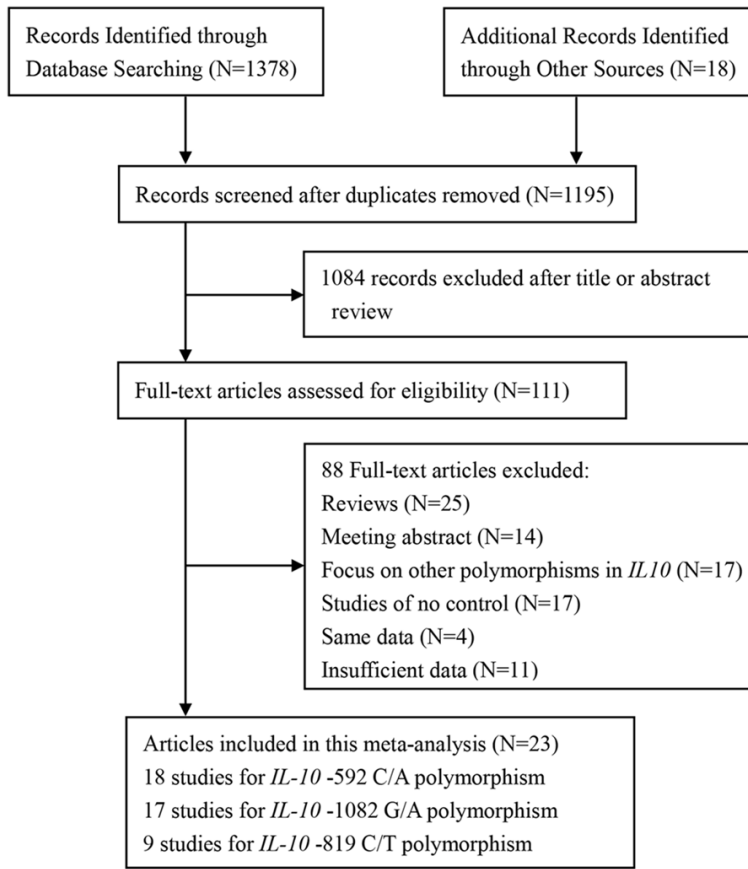 Records Identified through
Database Searching (N=1378)
Additional Records Identified
through Other Sources (N=18)
Records screened after duplicates removed (N=1195)
1084 records excluded after title or abstract
review
Full-text articles assessed for eligibility (N=111)
88 Full-text articles excluded:
Reviews (N=25)
Meeting abstract (N=14)
Focus on other polymorphisms in IL10 (N=17)
Studies of no control (N=17)
Same data (N=4)
Insufficient data (N=11)
Articles included in this meta-analysis (N=23)
18 studies for IL-10 -592 C/A polymorphism
17 studies for IL-10 -1082 G/A polymorphism
9 studies for IL-10 -819 C/T polymorphism